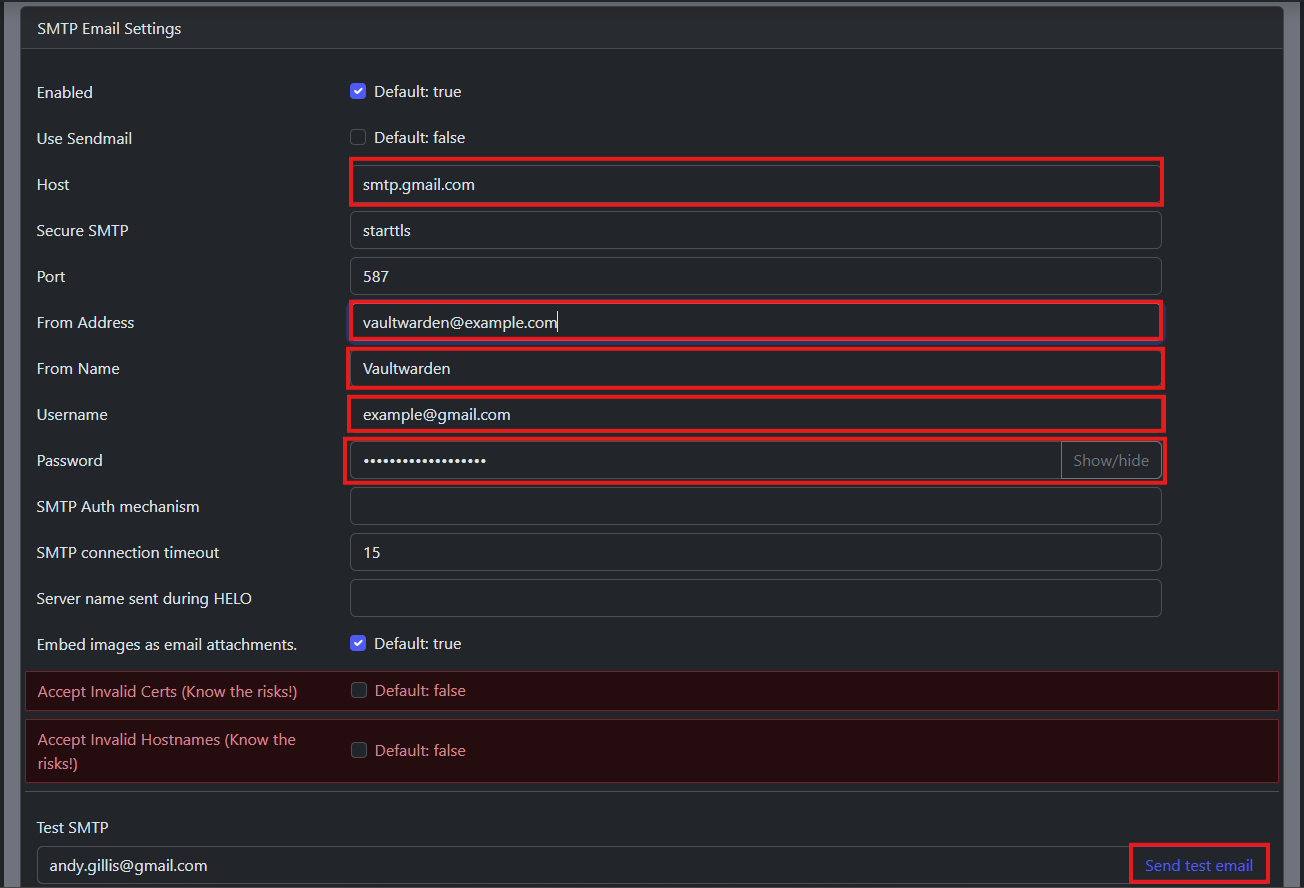 SMTP Email Settings
Enabled
Default: true
Use Sendmail
Default: false
Host
smtp.gmail.com
Secure SMTP
starttls
Port
587
From Address
vaultwarden@example.com
From Name
Vaultwarden
Username
example@gmail.com
Password
••••••••••••••••••• Show/hide
SMTP Auth mechanism
SMTP connection timeout
15
Server name sent during HELO
Embed images as email attachments.
Default: true
Accept Invalid Certs (Know the risks!)
Default: false
Accept Invalid Hostnames (Know the
risks!)
Default: false
Test SMTP
andy.gillis@gmail.com
Send test email